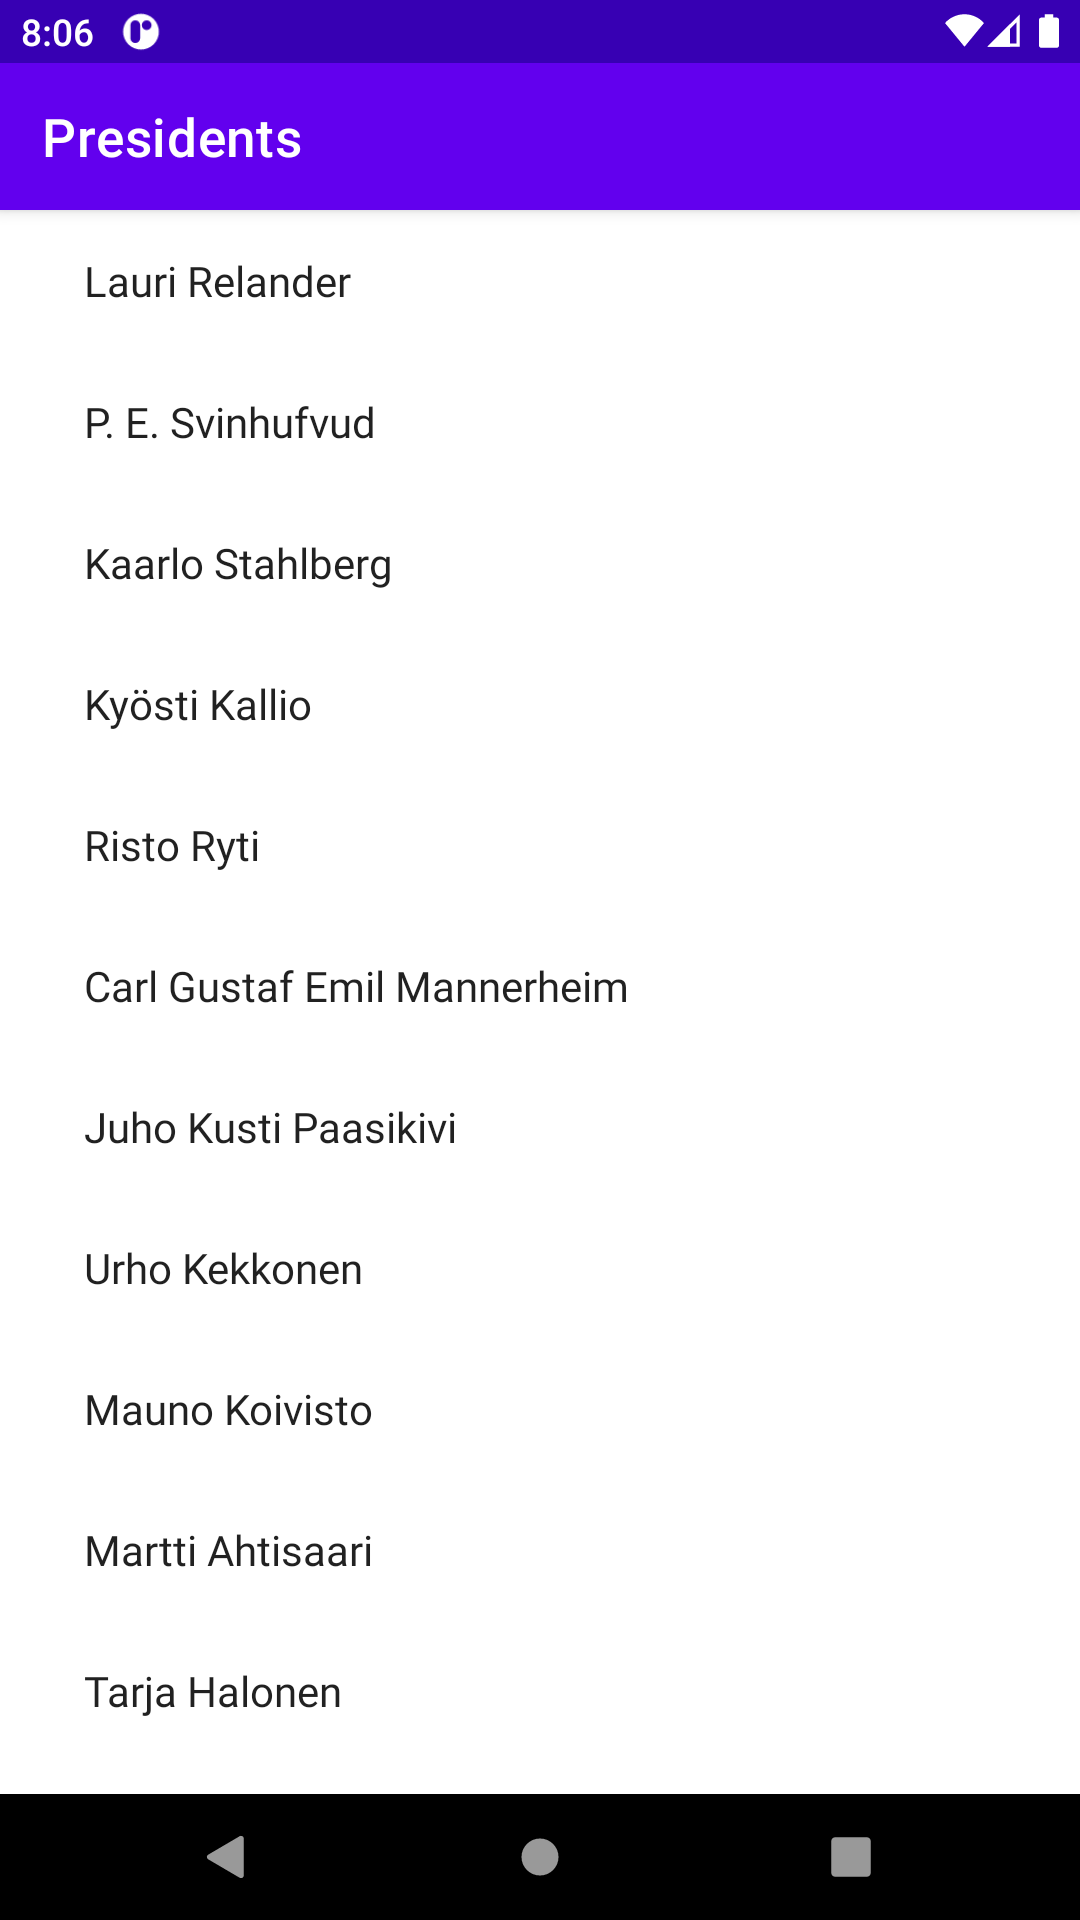 8:06
Presidents
Lauri Relander
P. E. Svinhufvud
Kaarlo Stahlberg
Kyösti Kallio
Risto Ryti
Carl Gustaf Emil Mannerheim
Juho Kusti Paasikivi
Urho Kekkonen
Mauno Koivisto
Martti Ahtisaari
Tarja Halonen